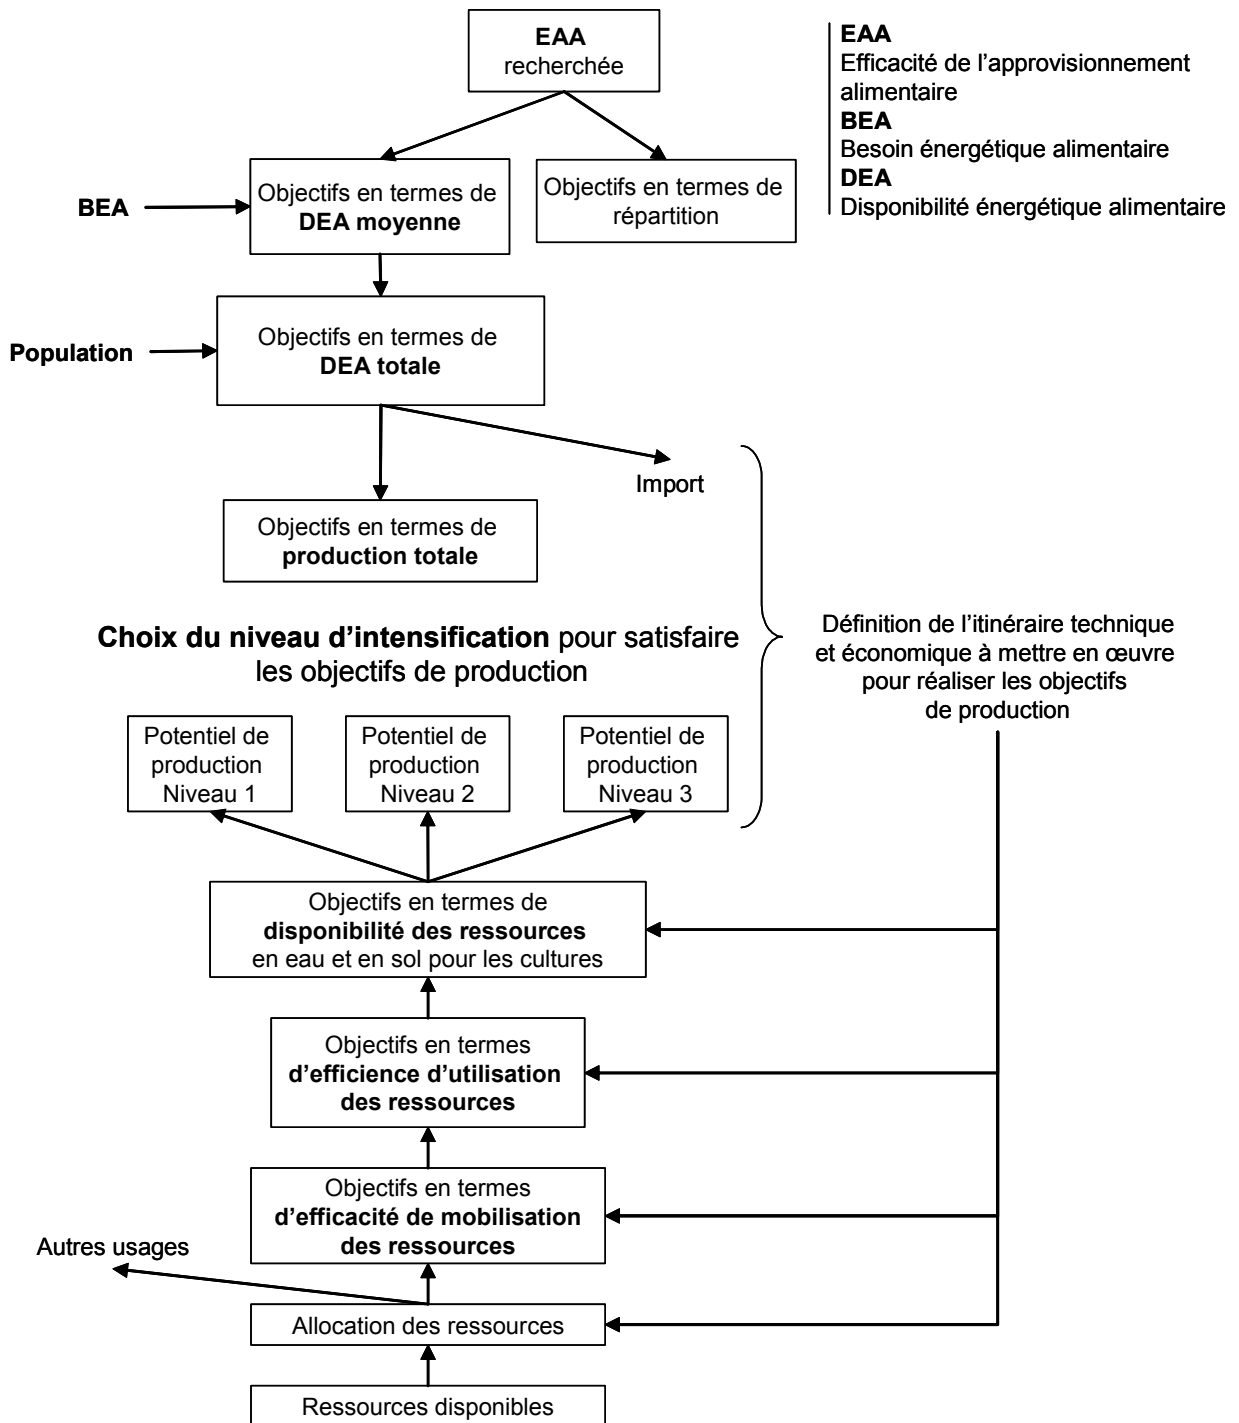 EAA
recherchée
EAA
Efficacité de l’approvisionnement
alimentaire
BEA
Besoin énergétique alimentaire
DEA
Disponibilité énergétique alimentaire
BEA
Objectifs en termes de
DEA moyenne
Objectifs en termes de
répartition
Population
Objectifs en termes de
DEA totale
Import
Objectifs en termes de
production totale
Choix du niveau d’intensification pour satisfaire
les objectifs de production
Définition de l’itinéraire technique
et économique à mettre en œuvre
pour réaliser les objectifs
de production
Potentiel de
production
Niveau 1
Potentiel de
production
Niveau 2
Potentiel de
production
Niveau 3
Objectifs en termes de
disponibilité des ressources
en eau et en sol pour les cultures
Objectifs en termes
d’efficience d’utilisation
des ressources
Objectifs en termes
d’efficacité de mobilisation
des ressources
Autres usages
Allocation des ressources
Ressources disponibles